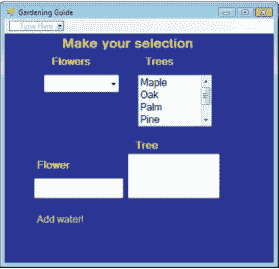 Gardening Guide
Type Here
Make your selection
Flowers
Trees
Maple
Oak
Palm
Pine
Tree
Flower
Add water!